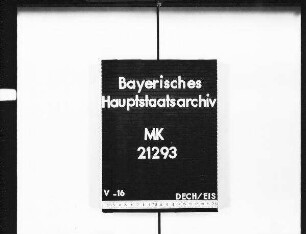 Bayerisches
Hauptstaatsarchiv
MK
21293
V -16
DECH/EIS